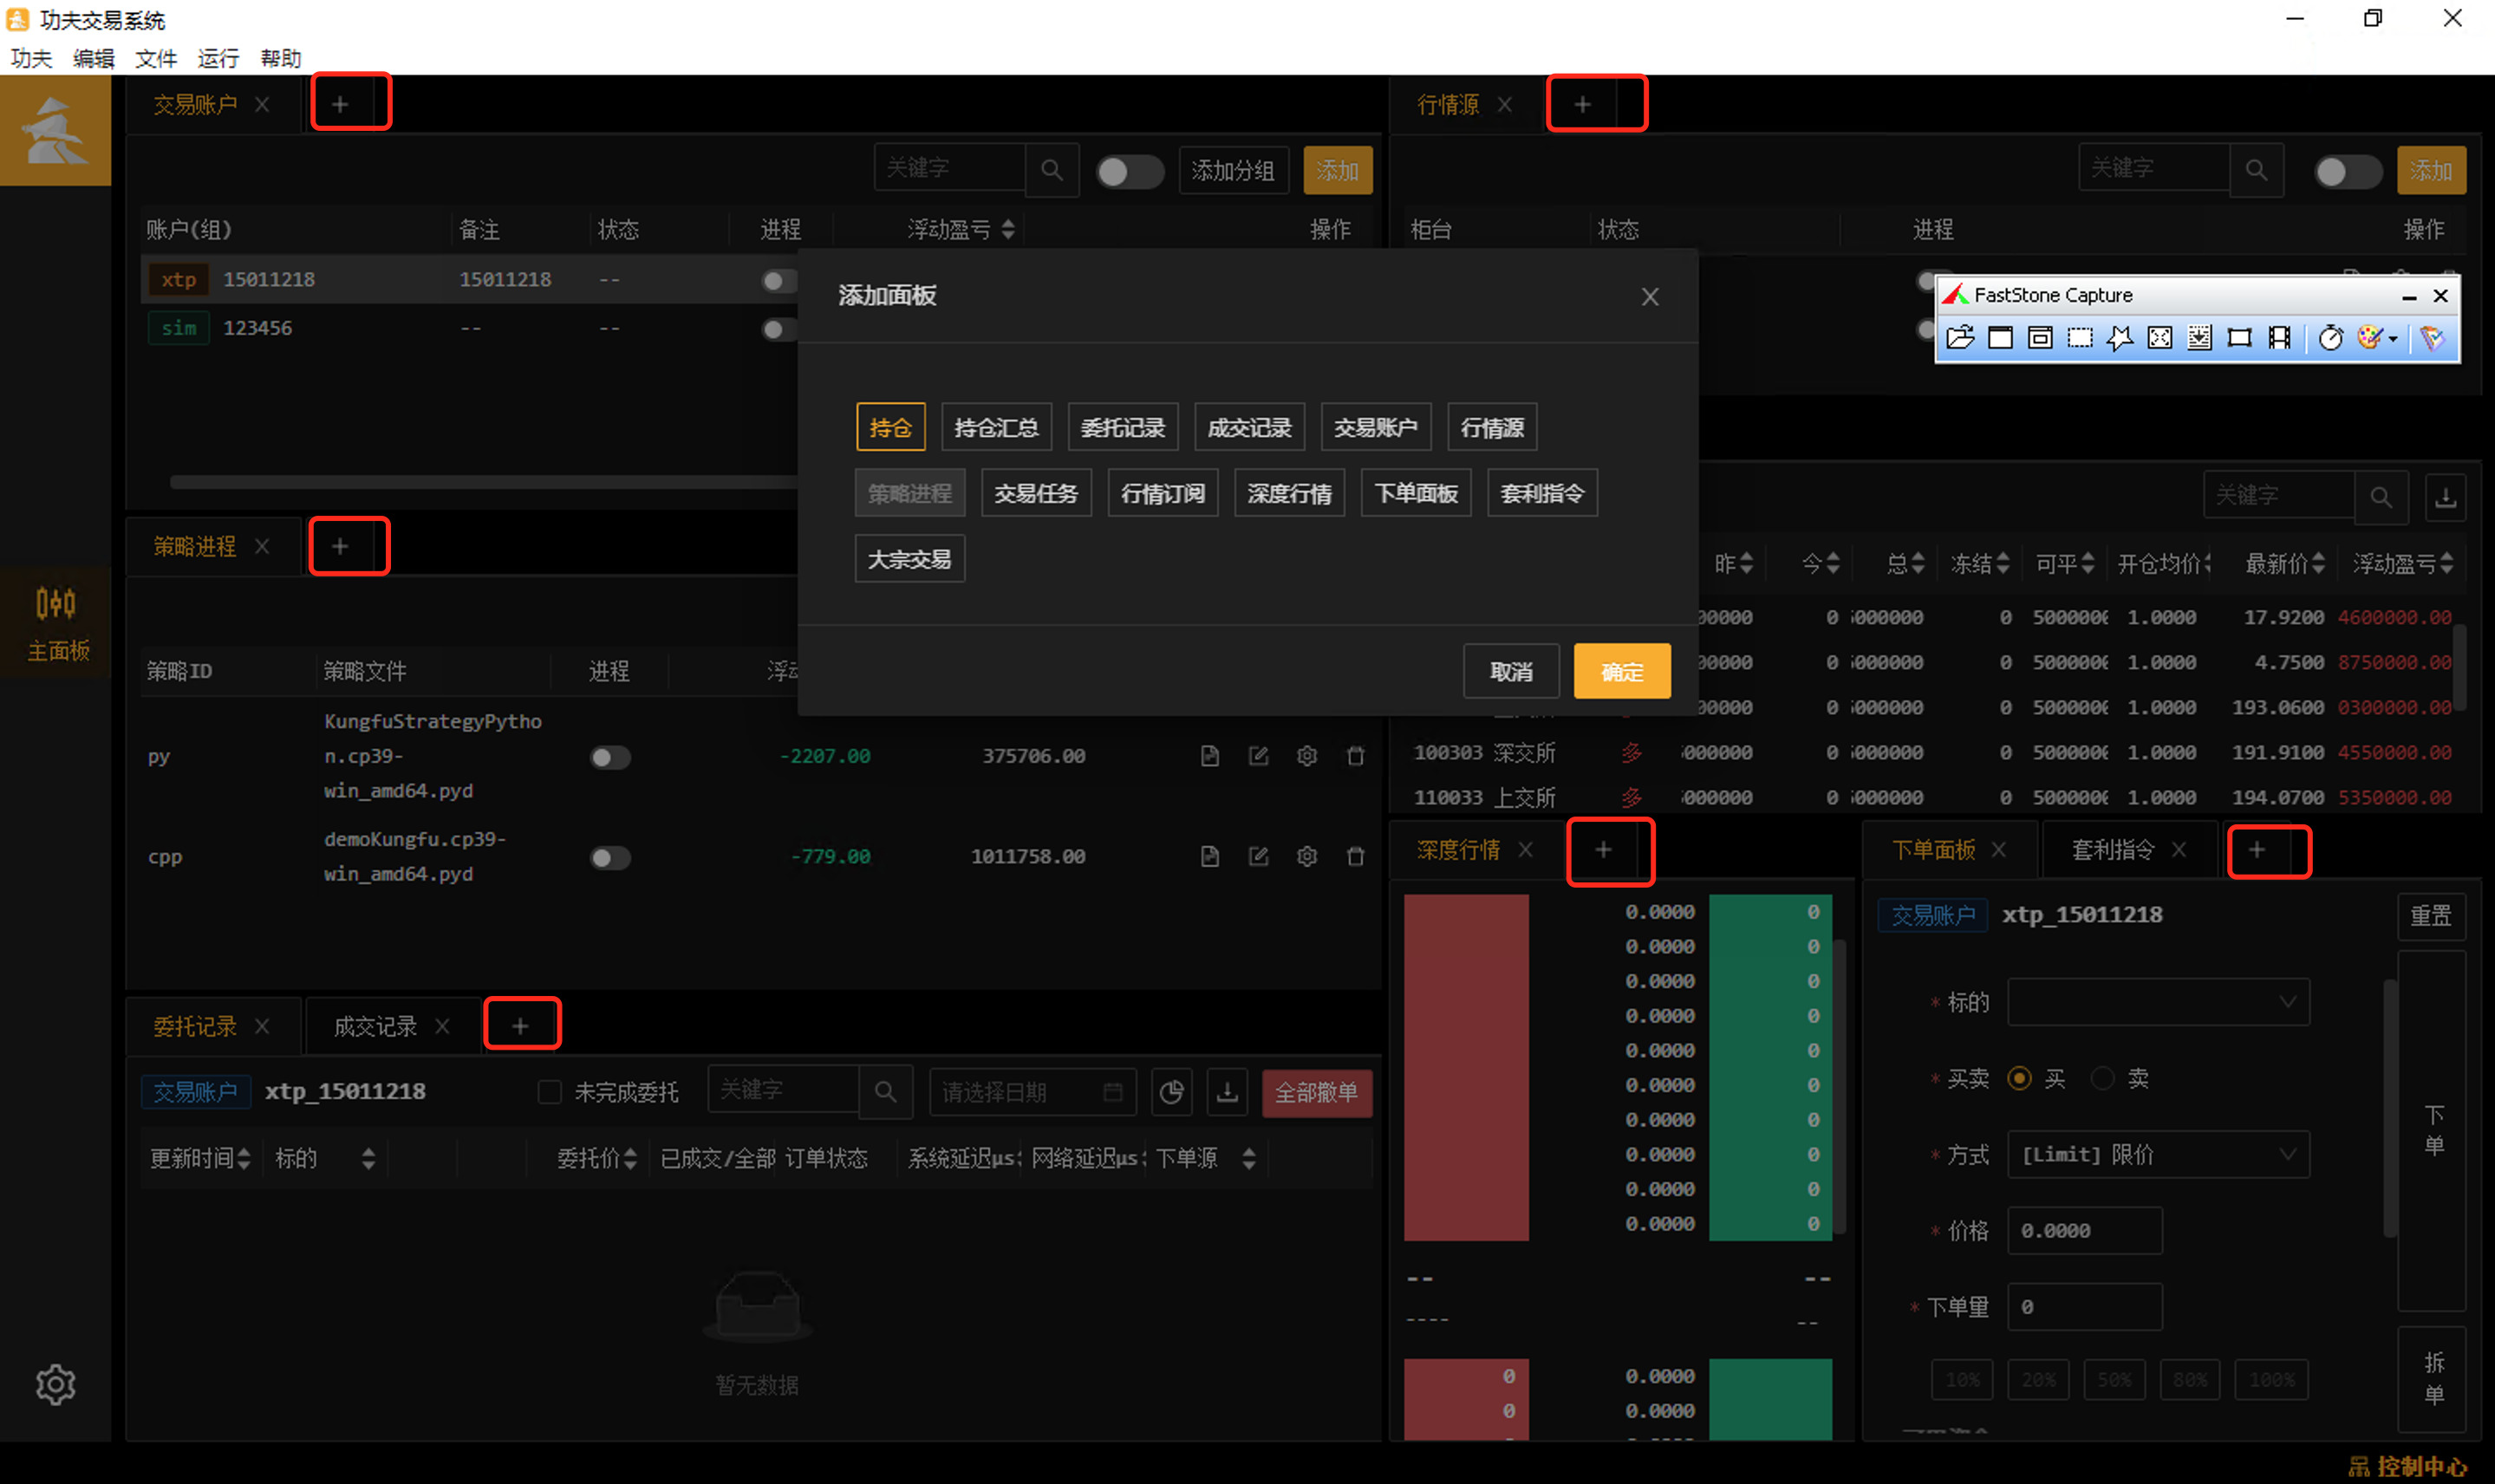 功夫交易系统
功夫 编辑 文件 运行 帮助
交易账户
行情源
关键字
添加分组 添加
关键字
添加
账户(组) 备注 状态 进程 浮动盈亏 操作
柜台 状态 进程 操作
xtp 15011218 15011218 --
sim 123456 -- --
FastStone Capture
添加面板
持仓 持仓汇总 委托记录 成交记录 交易账户 行情源
策略进程 交易任务 行情订阅 深度行情 下单面板 套利指令
大宗交易
取消 确定
主面板
策略进程
策略ID 策略文件 进程
py KungfuStrategyPytho
n.cp39-
win_amd64.pyd
-2207.00 375706.00
cpp demoKungfu.cp39-
win_amd64.pyd
-779.00 1011758.00
关键字
昨 今 总 冻结 可平 开仓均价 最新价 浮动盈亏
0 0 1.0000 17.9200 4600000.00
0 0 1.0000 4.7500 8750000.00
0 0 1.0000 193.0600 0300000.00
100303 深交所 多 0 0 1.0000 191.9100 4550000.00
110033 上交所 多 0 0 1.0000 194.0700 5350000.00
委托记录 成交记录
交易账户 xtp_15011218 未完成委托 关键字 请选择日期 全部撤单
更新时间 标的 委托价 已成交/全部 订单状态 系统延迟μs 网络延迟μs 下单源
暂无数据
深度行情
0.0000 0
0.0000 0
0.0000 0
0.0000 0
0.0000 0
0.0000 0
0.0000 0
0.0000 0
0.0000 0
0.0000 0
-- --
---- --
0 0.0000
0 0.0000
下单面板 套利指令
交易账户 xtp_15011218 重置
* 标的
* 买卖 买 卖
* 方式 [Limit] 限价
* 价格 0.0000
* 下单量 0
10% 20% 50% 80% 100%
下单
拆单
控制中心